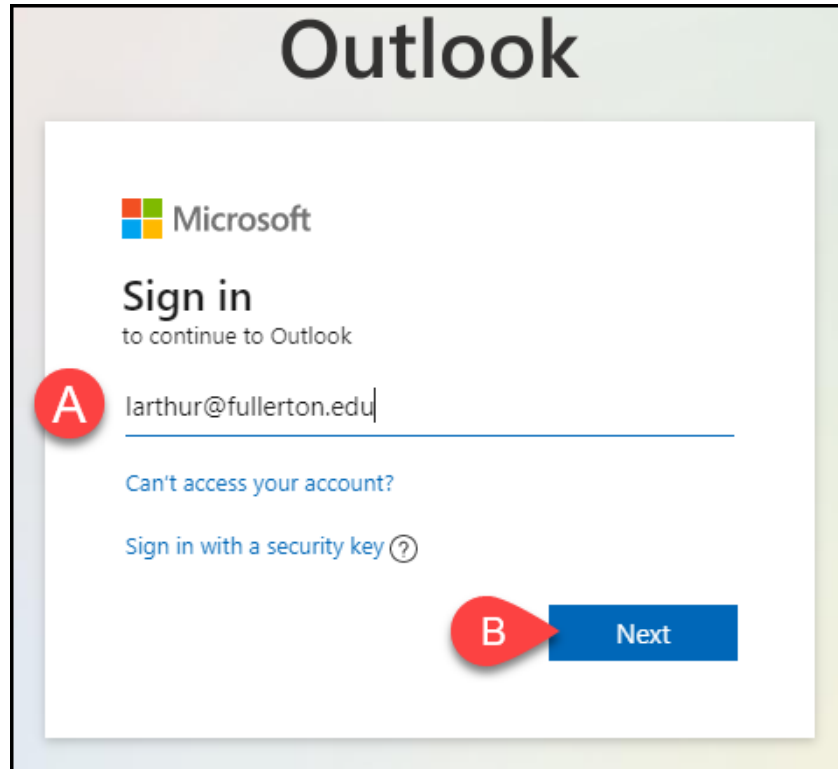 Outlook
Microsoft
Sign in
to continue to Outlook
A larthur@fullerton.edu
Can't access your account?
Sign in with a security key ?
B Next